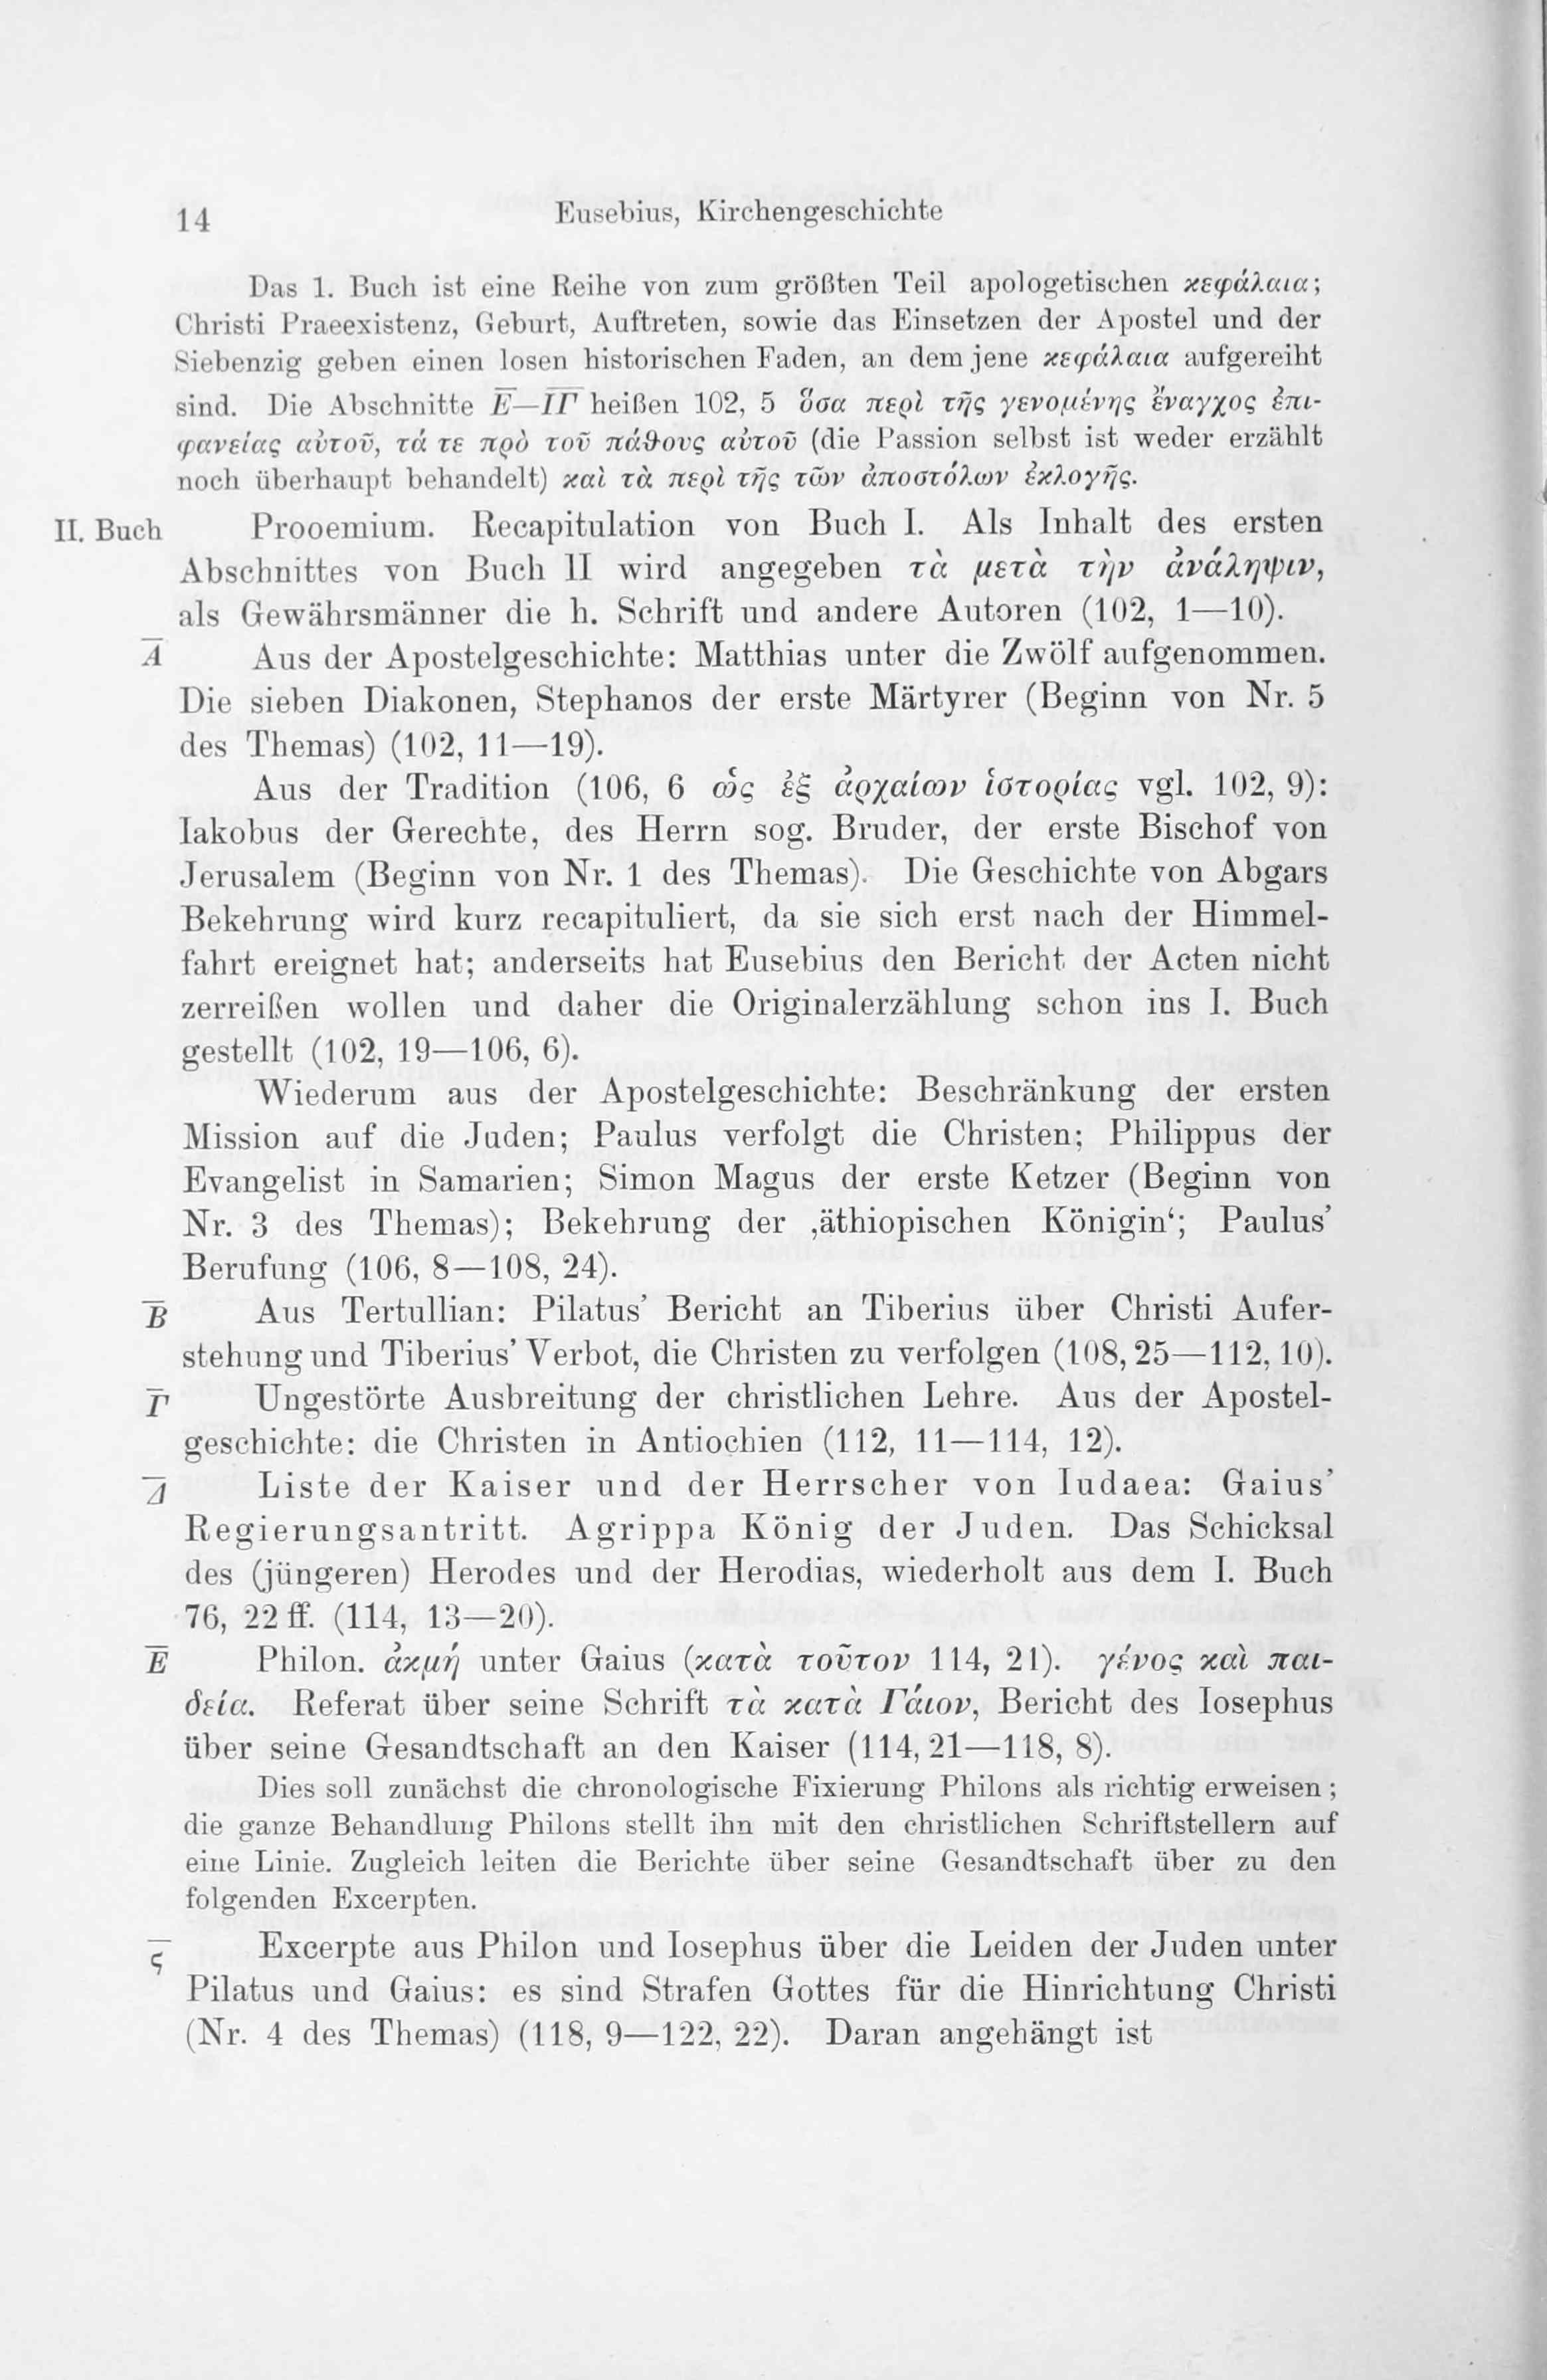 14 Eusebius, Kirchengeschichte
Das 1. Buch ist eine Reihe von zum größten Teil apologetischen κεφάλαια;
Christi Praeexistenz, Geburt, Auftreten, sowie das Einsetzen der Apostel und der
Siebenzig geben einen losen historischen Faden, an dem jene κεφάλαια aufgereiht
sind. Die Abschnitte Ε̅—Ι̅Γ̅ heißen 102, 5 ὅσα περὶ τῆς γενομένης ἔναγχος ἐπι-
φανείας αὐτοῦ, τά τε πρὸ τοῦ πάθους αὐτοῦ (die Passion selbst ist weder erzählt
noch überhaupt behandelt) καὶ τὰ περὶ τῆς τῶν ἀποστόλων ἐκλογῆς.
II. Buch Prooemium. Recapitulation von Buch I. Als Inhalt des ersten
Abschnittes von Buch II wird angegeben τὰ μετὰ τὴν ἀνάληψιν,
als Gewährsmänner die h. Schrift und andere Autoren (102, 1—10).
Α̅ Aus der Apostelgeschichte: Matthias unter die Zwölf aufgenommen.
Die sieben Diakonen, Stephanos der erste Märtyrer (Beginn von Nr. 5
des Themas) (102, 11—19).
Aus der Tradition (106, 6 ὡς ἐξ ἀρχαίων ἱστορίας vgl. 102, 9):
Iakobus der Gerechte, des Herrn sog. Bruder, der erste Bischof von
Jerusalem (Beginn von Nr. 1 des Themas). Die Geschichte von Abgars
Bekehrung wird kurz recapituliert, da sie sich erst nach der Himmel-
fahrt ereignet hat; anderseits hat Eusebius den Bericht der Acten nicht
zerreißen wollen und daher die Originalerzählung schon ins I. Buch
gestellt (102, 19—106, 6).
Wiederum aus der Apostelgeschichte: Beschränkung der ersten
Mission auf die Juden; Paulus verfolgt die Christen; Philippus der
Evangelist in Samarien; Simon Magus der erste Ketzer (Beginn von
Nr. 3 des Themas); Bekehrung der ‚äthiopischen Königin‘; Paulus’
Berufung (106, 8—108, 24).
Β̅ Aus Tertullian: Pilatus’ Bericht an Tiberius über Christi Aufer-
stehung und Tiberius’ Verbot, die Christen zu verfolgen (108, 25—112, 10).
Γ̅ Ungestörte Ausbreitung der christlichen Lehre. Aus der Apostel-
geschichte: die Christen in Antiochien (112, 11—114, 12).
Δ̅ Liste der Kaiser und der Herrscher von Iudaea: Gaius’
Regierungsantritt. Agrippa König der Juden. Das Schicksal
des (jüngeren) Herodes und der Herodias, wiederholt aus dem I. Buch
76, 22 ff. (114, 13—20).
Ε̅ Philon. ἀκμή unter Gaius (κατὰ τοῦτον 114, 21). γένος καὶ παι-
δεία. Referat über seine Schrift τὰ κατὰ Γάιον, Bericht des Iosephus
über seine Gesandtschaft an den Kaiser (114, 21—118, 8).
Dies soll zunächst die chronologische Fixierung Philons als richtig erweisen;
die ganze Behandlung Philons stellt ihn mit den christlichen Schriftstellern auf
eine Linie. Zugleich leiten die Berichte über seine Gesandtschaft über zu den
folgenden Excerpten.
ς̅ Excerpte aus Philon und Iosephus über die Leiden der Juden unter
Pilatus und Gaius: es sind Strafen Gottes für die Hinrichtung Christi
(Nr. 4 des Themas) (118, 9—122, 22). Daran angehängt ist